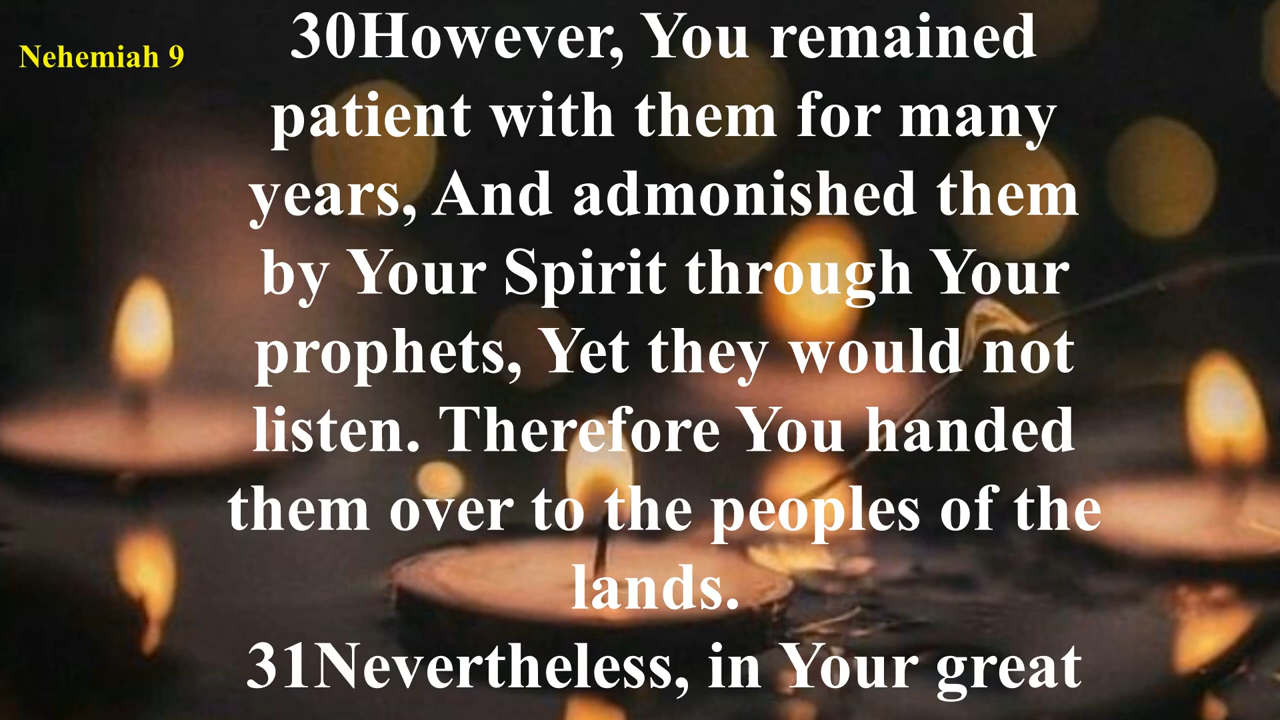 Nehemiah 9
30However, You remained
patient with them for many
years, And admonished them
by Your Spirit through Your
prophets, Yet they would not
listen. Therefore You handed
them over to the peoples of the
lands.
31Nevertheless, in Your great